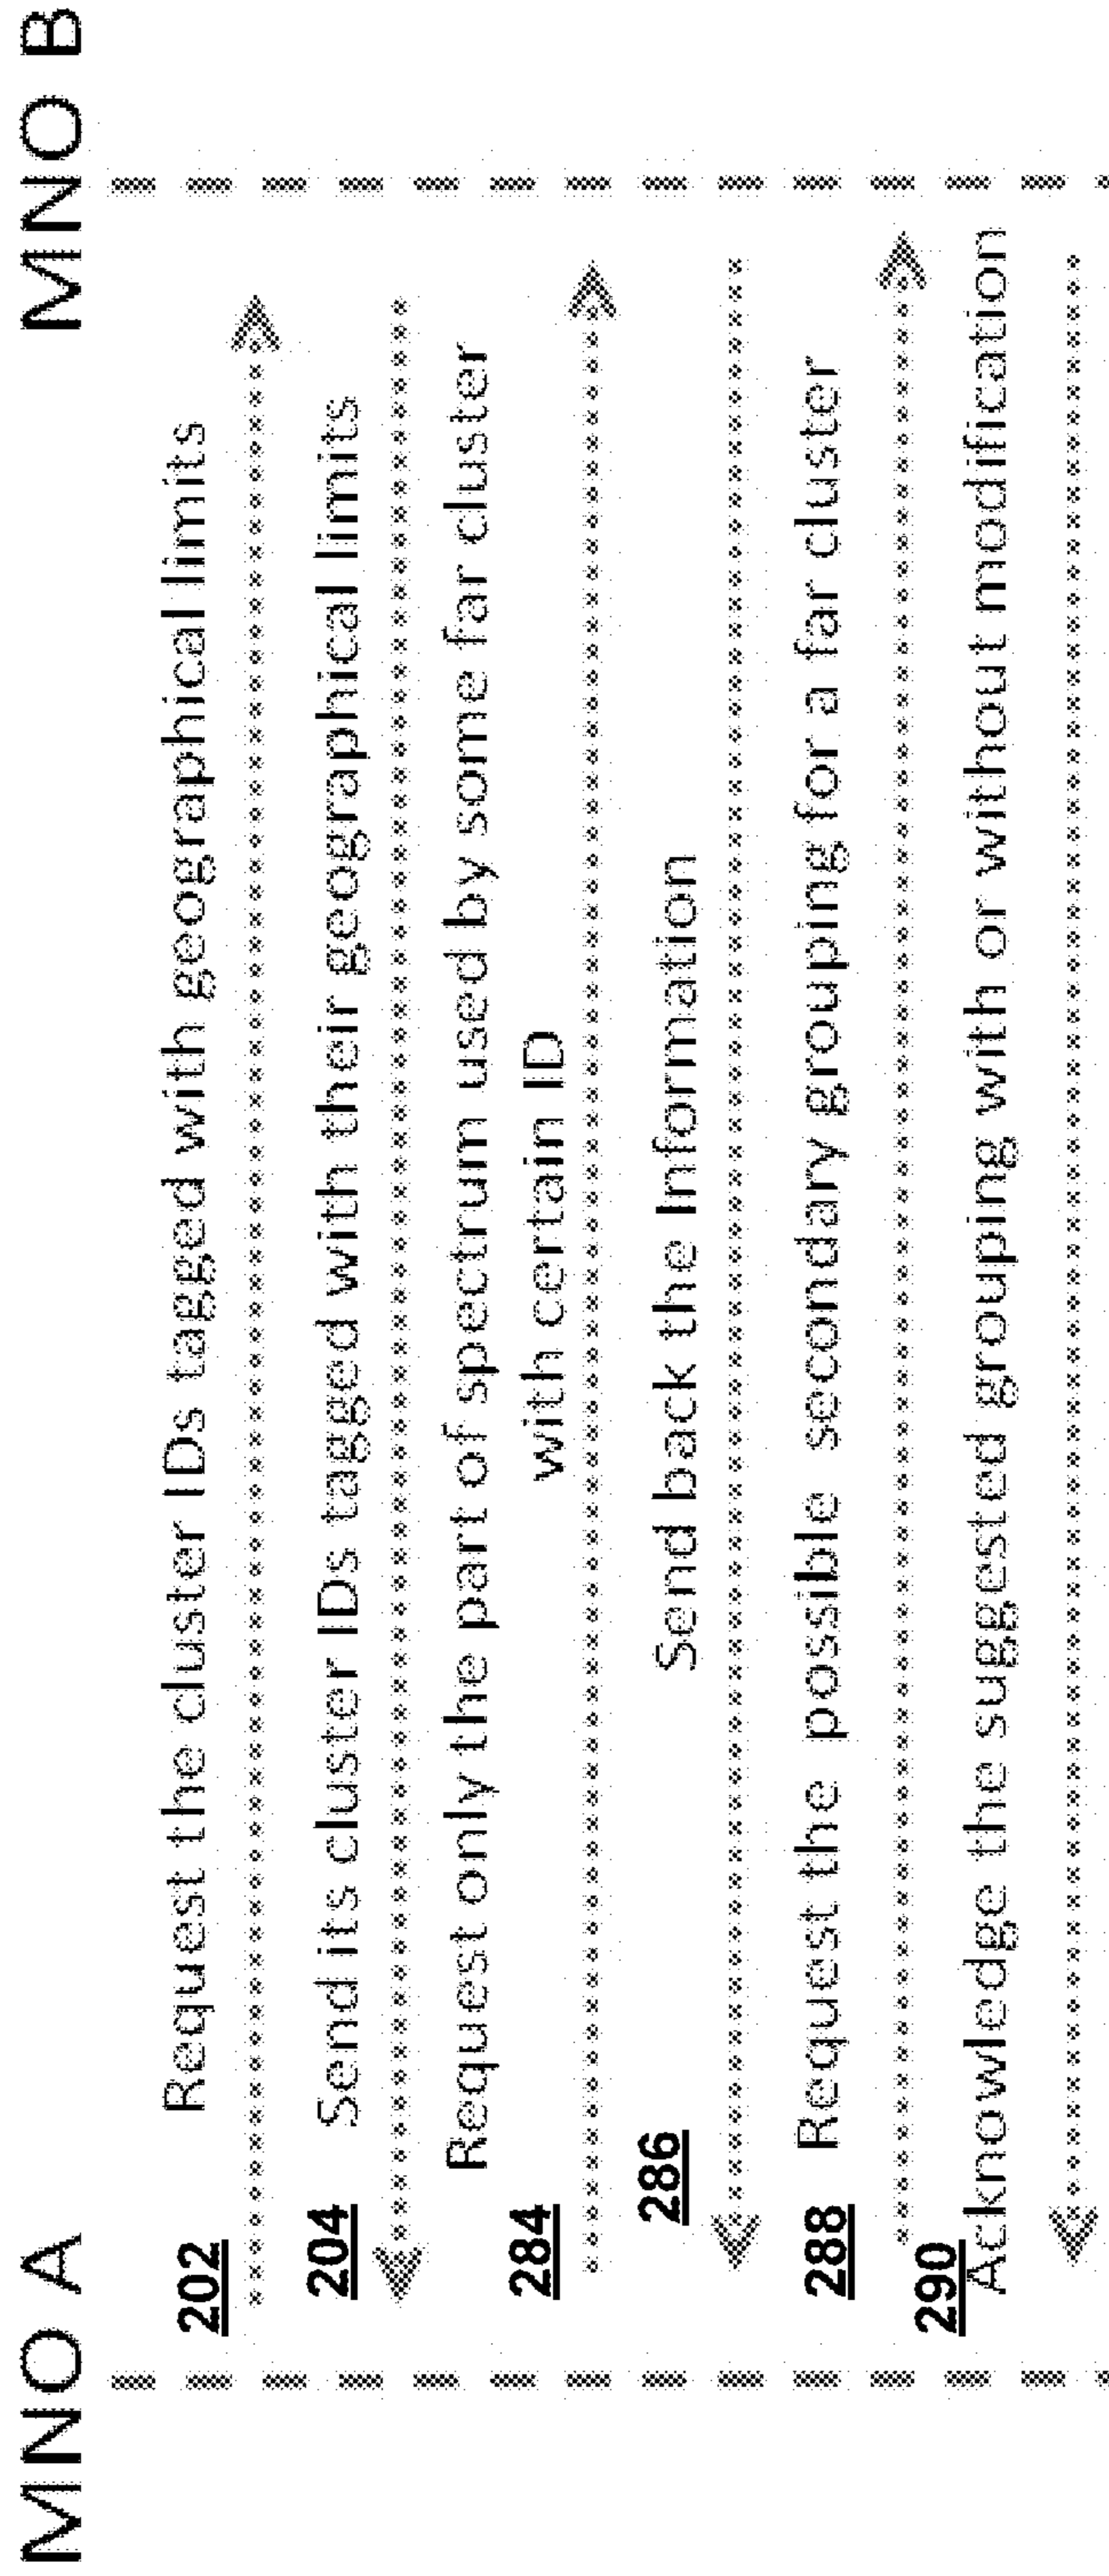 MNO A
MNO B
202
Request the cluster IDs tagged with geographical limits
204
Send its cluster IDs tagged with their geographical limits
Request only the part of spectrum used by some far cluster
with certain ID
284
286
Send back the Information
288
Request the possible secondary grouping for a far cluster
290
Acknowledge the suggested grouping with or without modification